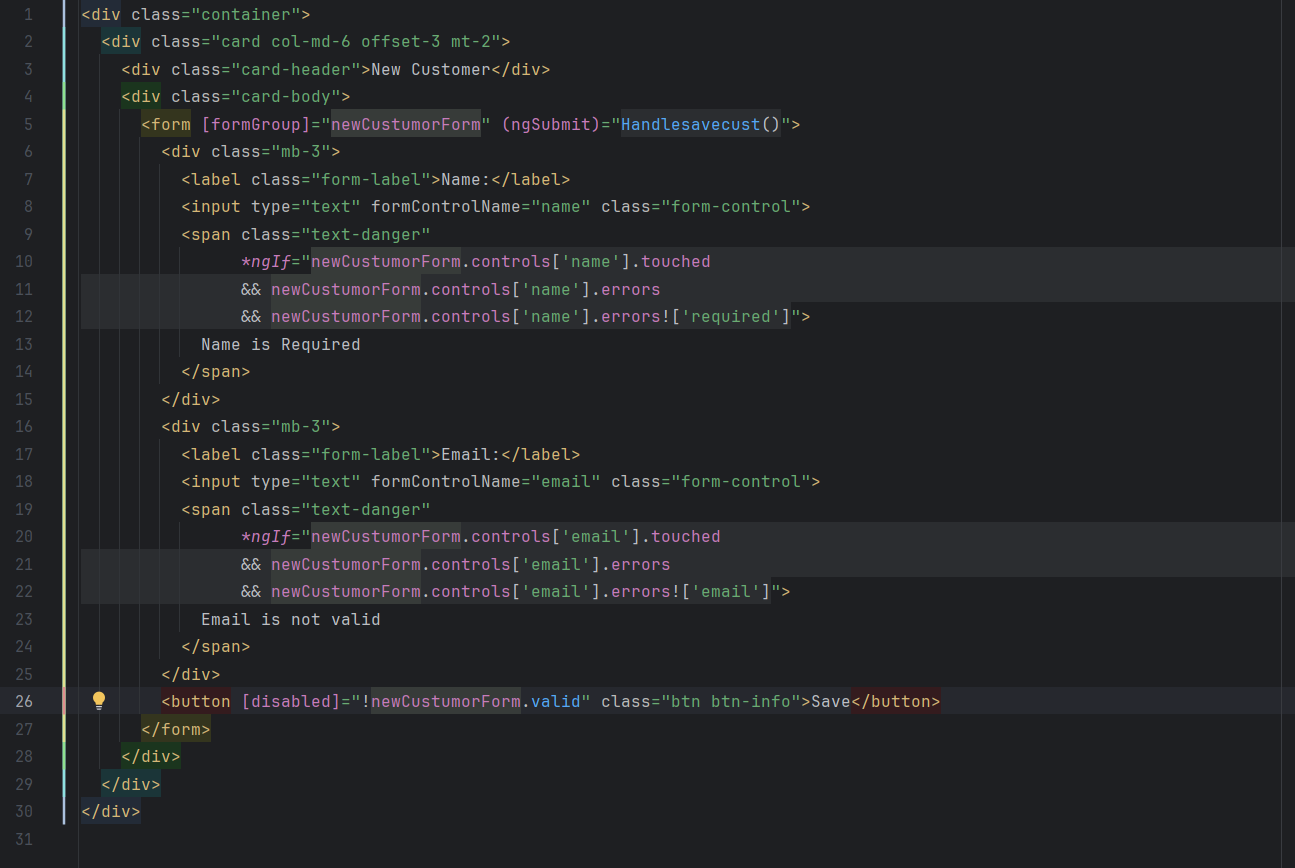 1 <div class="container">
2   <div class="card col-md-6 offset-3 mt-2">
3     <div class="card-header">New Customer</div>
4     <div class="card-body">
5       <form [formGroup]="newCustumorForm" (ngSubmit)="Handlesavecust()">
6         <div class="mb-3">
7           <label class="form-label">Name:</label>
8           <input type="text" formControlName="name" class="form-control">
9           <span class="text-danger"
10                 *ngIf="newCustumorForm.controls['name'].touched
11                 && newCustumorForm.controls['name'].errors
12                 && newCustumorForm.controls['name'].errors!['required']">
13             Name is Required
14           </span>
15         </div>
16         <div class="mb-3">
17           <label class="form-label">Email:</label>
18           <input type="text" formControlName="email" class="form-control">
19           <span class="text-danger"
20                 *ngIf="newCustumorForm.controls['email'].touched
21                 && newCustumorForm.controls['email'].errors
22                 && newCustumorForm.controls['email'].errors!['email']">
23             Email is not valid
24           </span>
25         </div>
26         <button [disabled]="!newCustumorForm.valid" class="btn btn-info">Save</button>
27       </form>
28     </div>
29   </div>
30 </div>
31